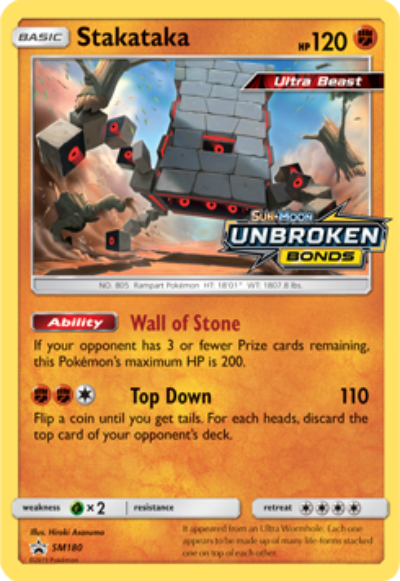 BASIC Stakataka HP 120
Ultra Beast
SUN & MOON
UNBROKEN
BONDS
NO. 805 Rampart Pokémon HT: 18'01" WT: 1807.8 lbs.
Ability Wall of Stone
If your opponent has 3 or fewer Prize cards remaining,
this Pokémon's maximum HP is 200.
Top Down 110
Flip a coin until you get tails. For each heads, discard the
top card of your opponent's deck.
weakness ×2 resistance retreat
Illus. Hiroki Asanuma
SM180
©2019 Pokémon
It appeared from an Ultra Wormhole. Each one
appears to be made up of many life-forms stacked
one on top of each other.